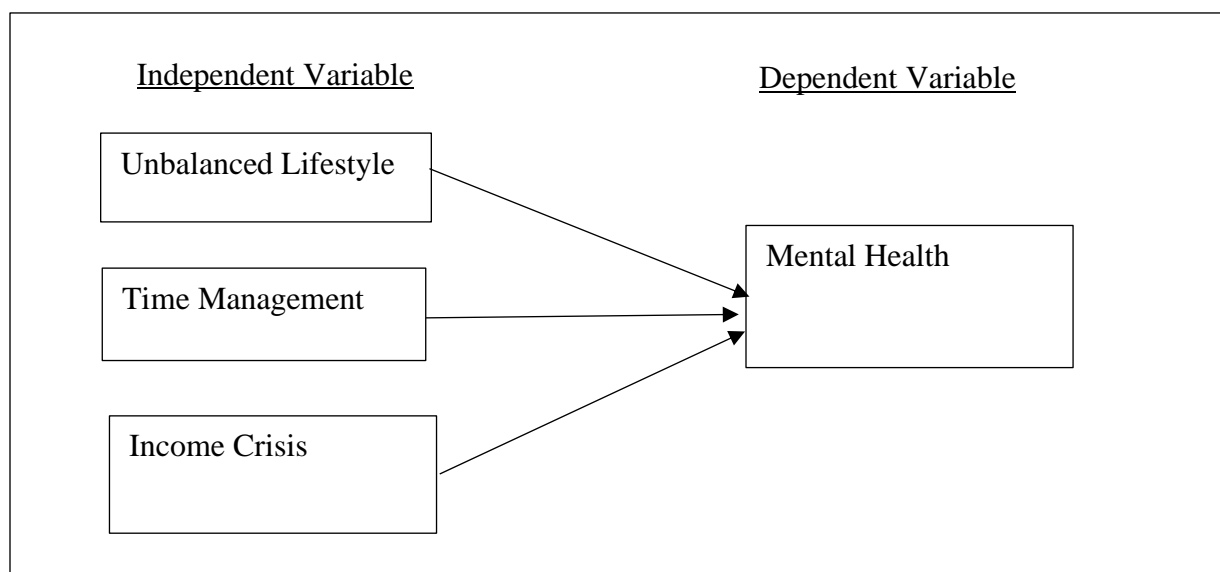 Independent Variable
Dependent Variable
Unbalanced Lifestyle
Time Management
Income Crisis
Mental Health